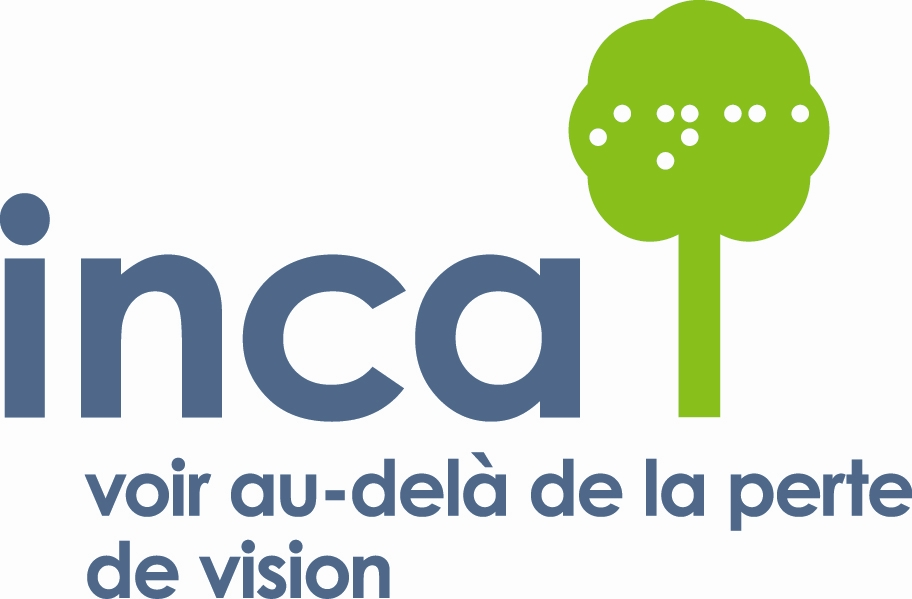 inca
⠊⠝⠉⠁
voir au-delà de la perte
de vision